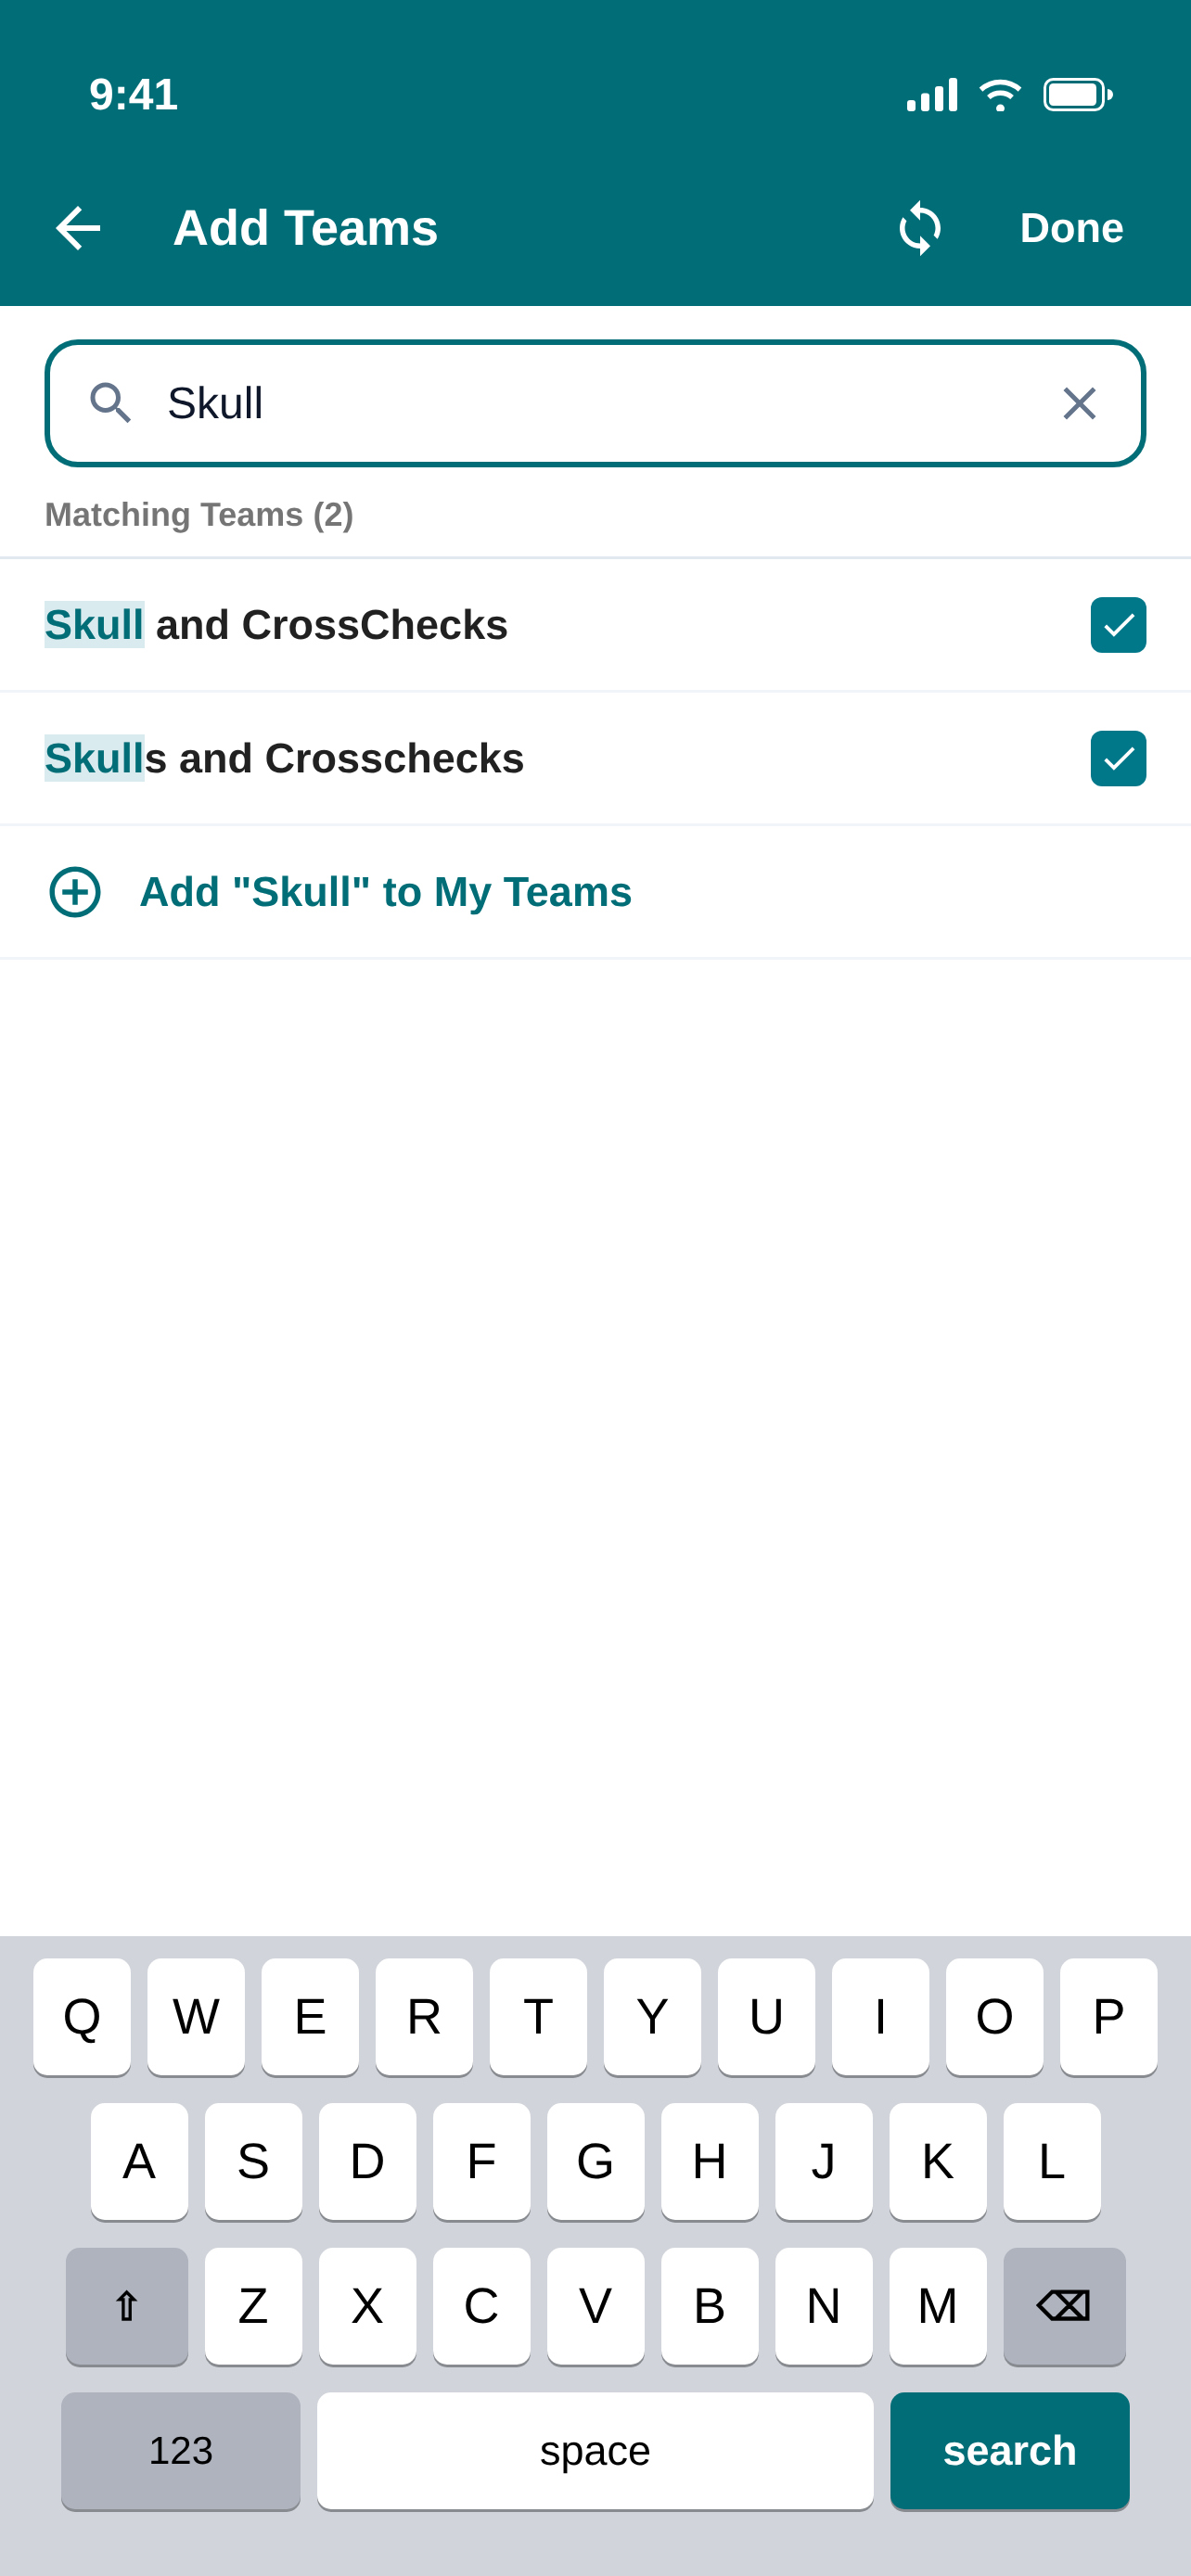 9:41
Add Teams
Done
Skull
Matching Teams (2)
Skull and CrossChecks
Skulls and Crosschecks
Add "Skull" to My Teams
Q W E R T Y U I O P
A S D F G H J K L
⇧ Z X C V B N M ⌫
123 space search